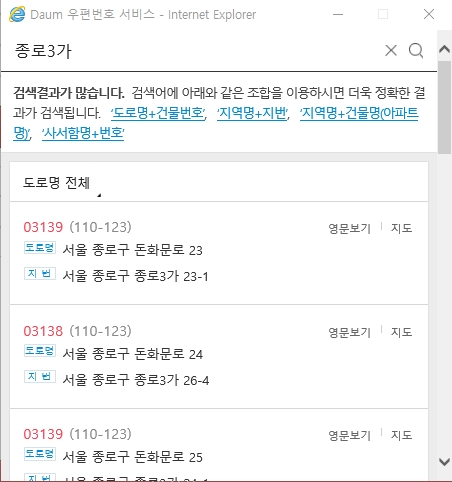 Daum 우편번호 서비스 - Internet Explorer
종로3가
검색결과가 많습니다. 검색어에 아래와 같은 조합을 이용하시면 더욱 정확한 결
과가 검색됩니다. ‘도로명+건물번호’, ‘지역명+지번’, ‘지역명+건물명(아파트
명)’, ‘사서함명+번호’
도로명 전체
03139 (110-123) 영문보기 지도
도로명 서울 종로구 돈화문로 23
지 번 서울 종로구 종로3가 23-1
03138 (110-123) 영문보기 지도
도로명 서울 종로구 돈화문로 24
지 번 서울 종로구 종로3가 26-4
03139 (110-123) 영문보기 지도
도로명 서울 종로구 돈화문로 25
지 번 서울 종로구 종로3가